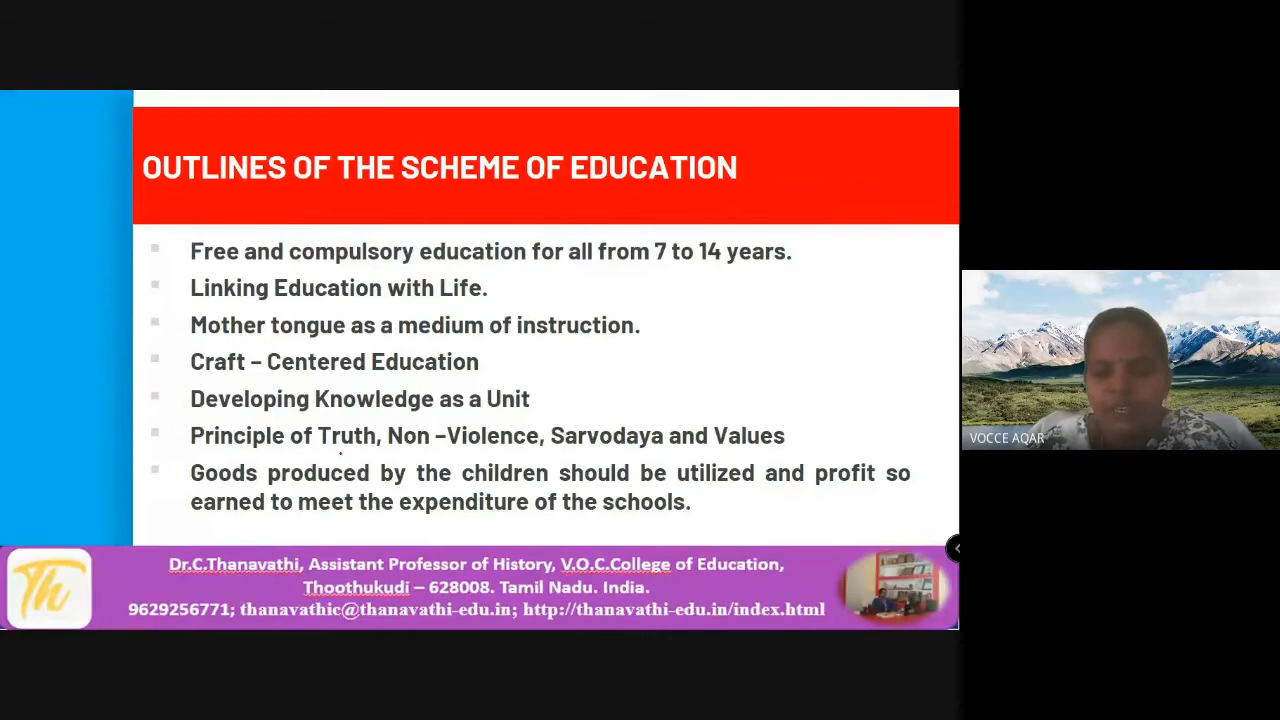 OUTLINES OF THE SCHEME OF EDUCATION
Free and compulsory education for all from 7 to 14 years.
Linking Education with Life.
Mother tongue as a medium of instruction.
Craft – Centered Education
Developing Knowledge as a Unit
Principle of Truth, Non –Violence, Sarvodaya and Values
Goods produced by the children should be utilized and profit so
earned to meet the expenditure of the schools.
Th
Dr.C.Thanavathi, Assistant Professor of History, V.O.C.College of Education,
Thoothukudi – 628008. Tamil Nadu. India.
9629256771; thanavathic@thanavathi-edu.in; http://thanavathi-edu.in/index.html
VOCCE AQAR